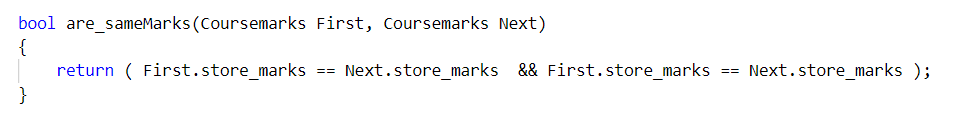 bool are_sameMarks(Coursemarks First, Coursemarks Next)
{
    return ( First.store_marks == Next.store_marks  && First.store_marks == Next.store_marks );
}